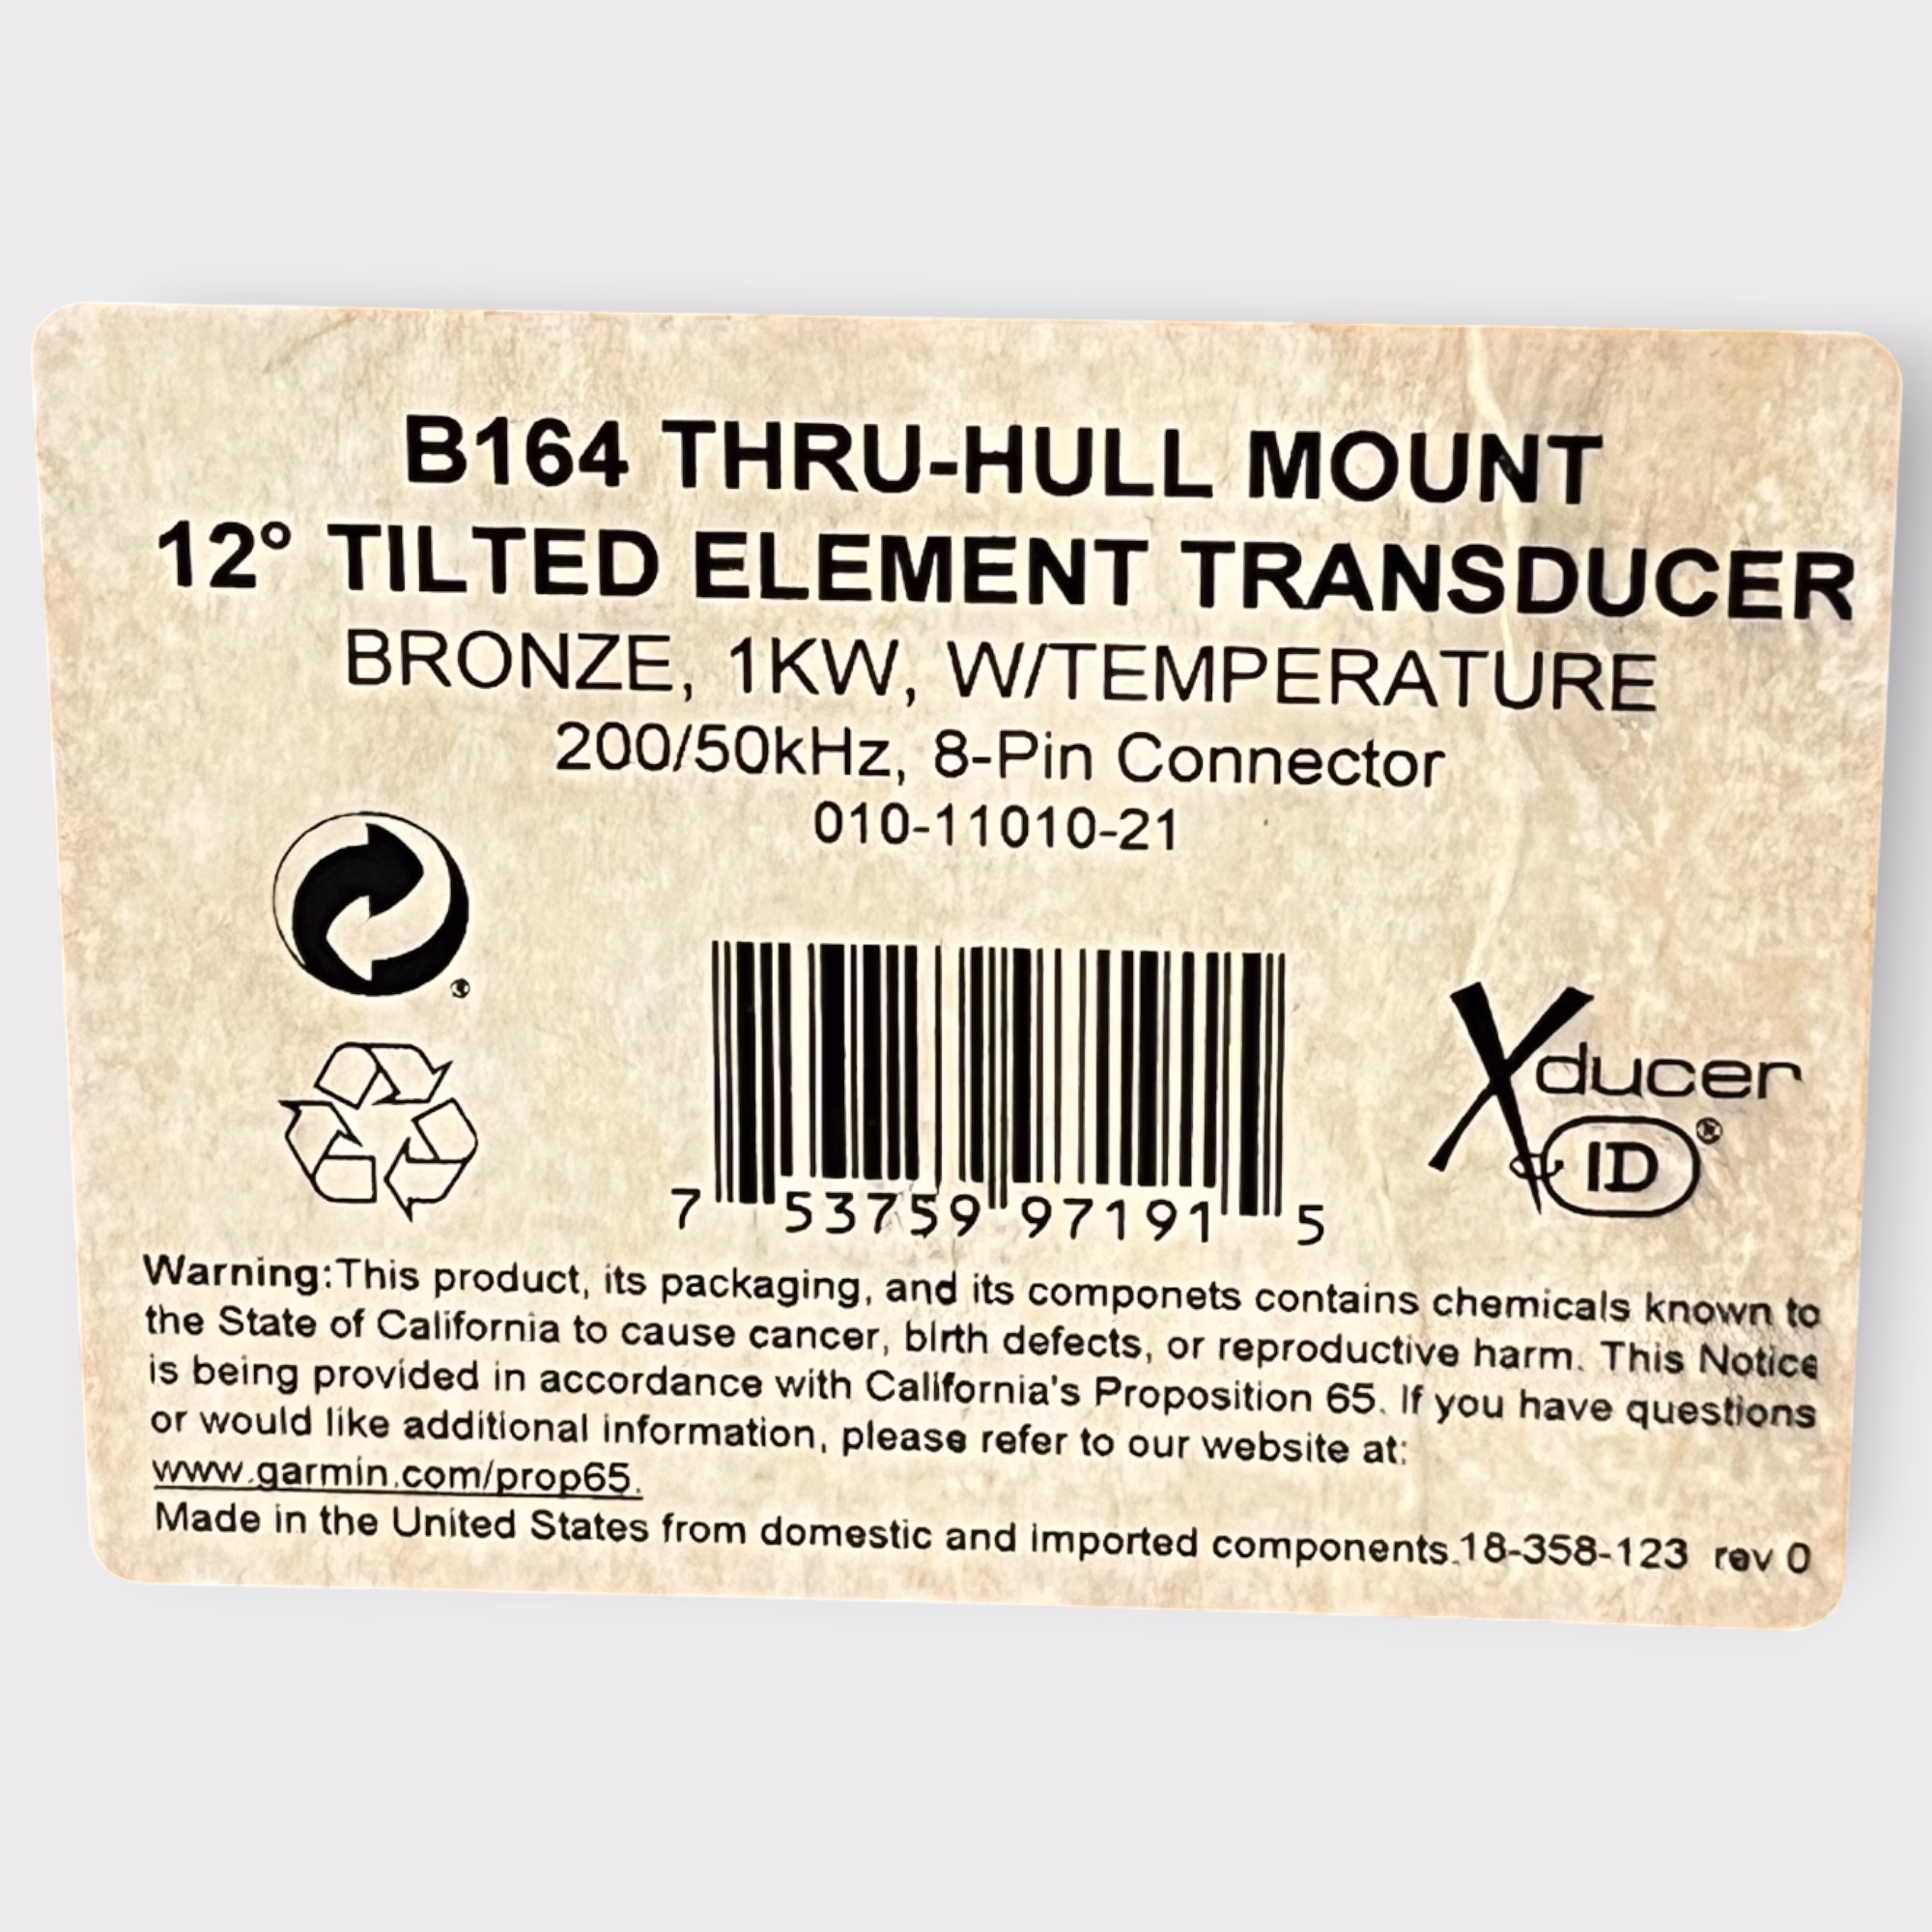 B164 THRU-HULL MOUNT
12° TILTED ELEMENT TRANSDUCER
BRONZE, 1KW, W/TEMPERATURE
200/50kHz, 8-Pin Connector
010-11010-21
7 53759 97191 5
Xducer
ID®
Warning:This product, its packaging, and its componets contains chemicals known to
the State of California to cause cancer, birth defects, or reproductive harm. This Notice
is being provided in accordance with California's Proposition 65. If you have questions
or would like additional information, please refer to our website at:
www.garmin.com/prop65.
Made in the United States from domestic and imported components.18-358-123 rev 0